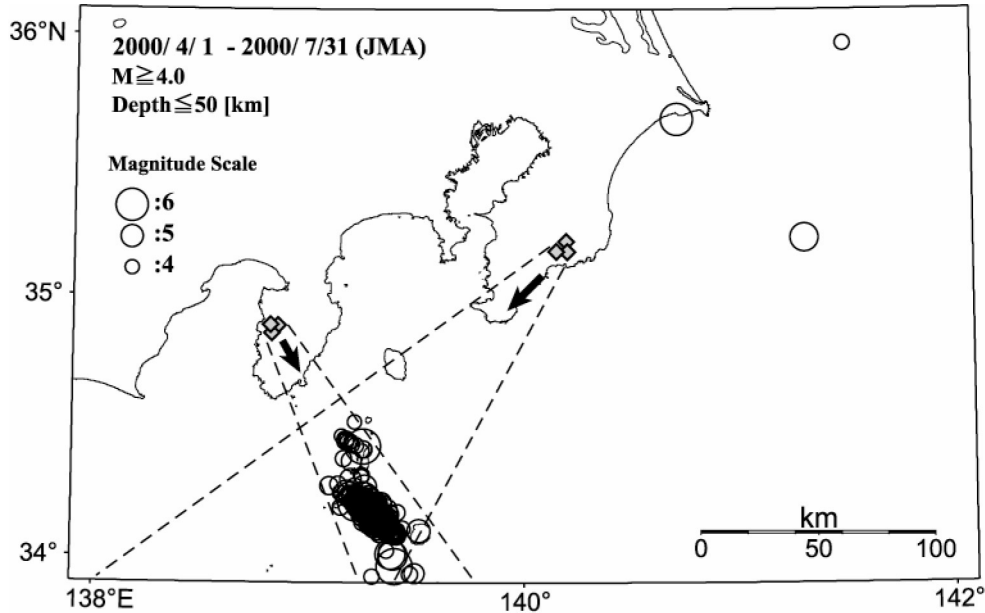 36°N
2000/ 4/ 1 - 2000/ 7/31 (JMA)
M≧4.0
Depth≦50 [km]
Magnitude Scale
:6
:5
:4
35°
34°
km
0 50 100
138°E 140° 142°